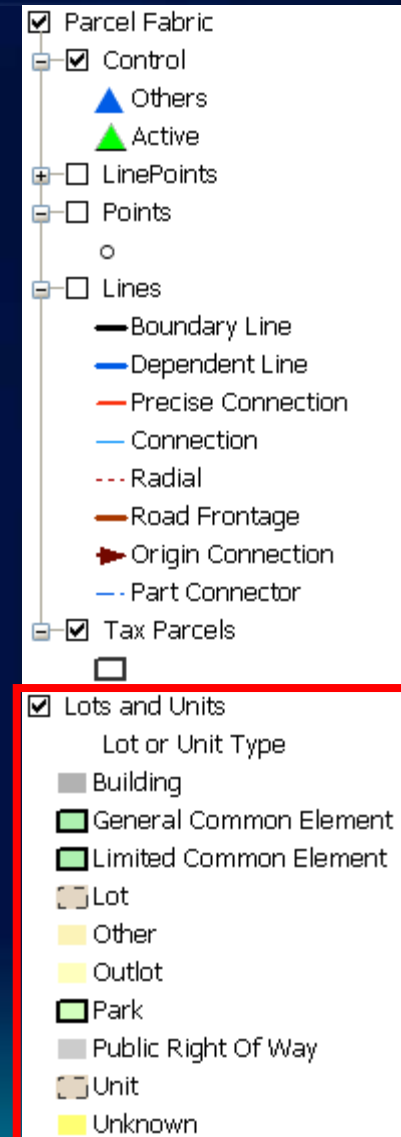 Parcel Fabric
Control
Others
Active
LinePoints
Points
Lines
Boundary Line
Dependent Line
Precise Connection
Connection
Radial
Road Frontage
Origin Connection
Part Connector
Tax Parcels
Lots and Units
Lot or Unit Type
Building
General Common Element
Limited Common Element
Lot
Other
Outlot
Park
Public Right Of Way
Unit
Unknown